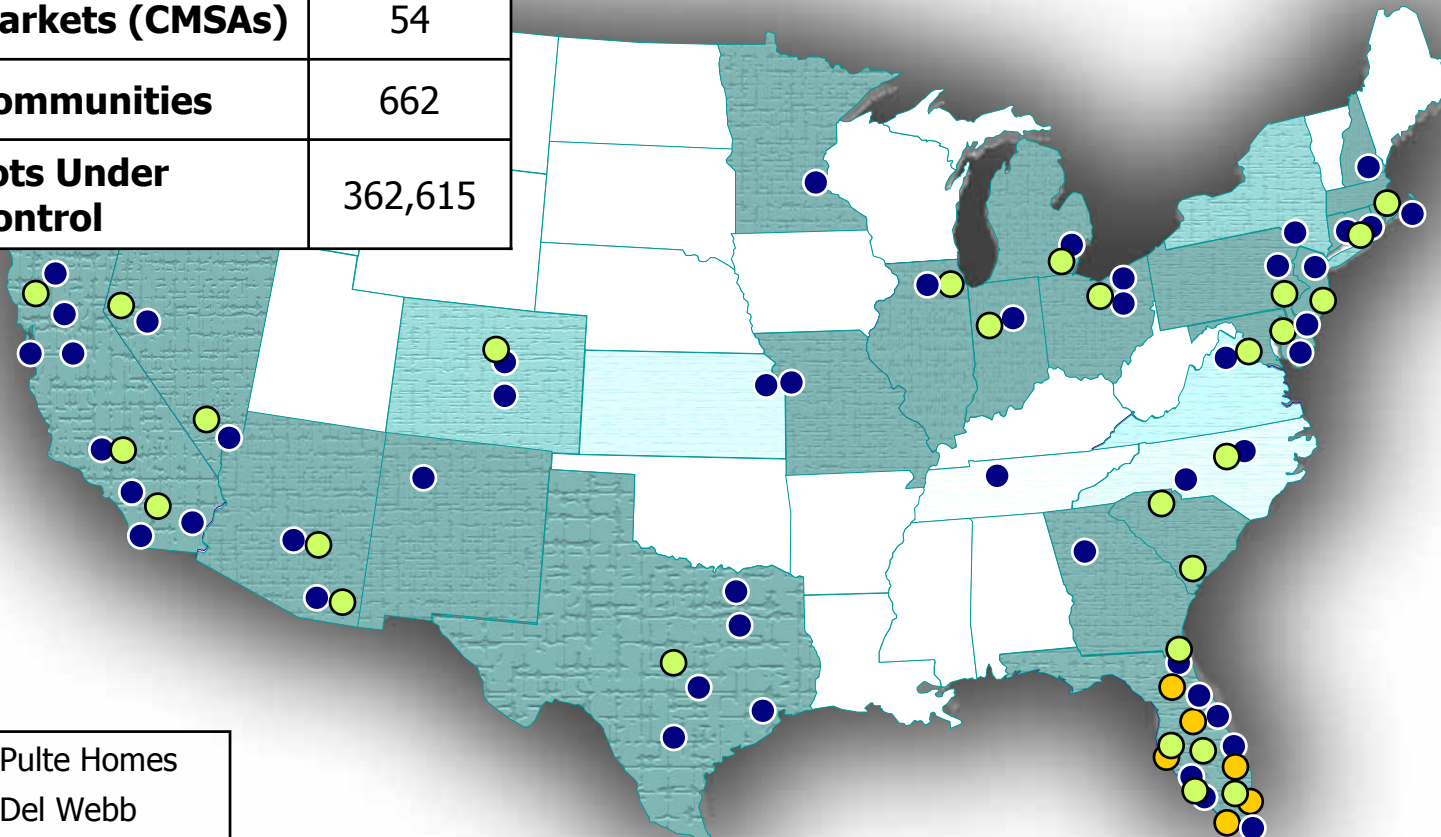 arkets (CMSAs) 54
ommunities 662
ots Under
ontrol 362,615
Pulte Homes
Del Webb